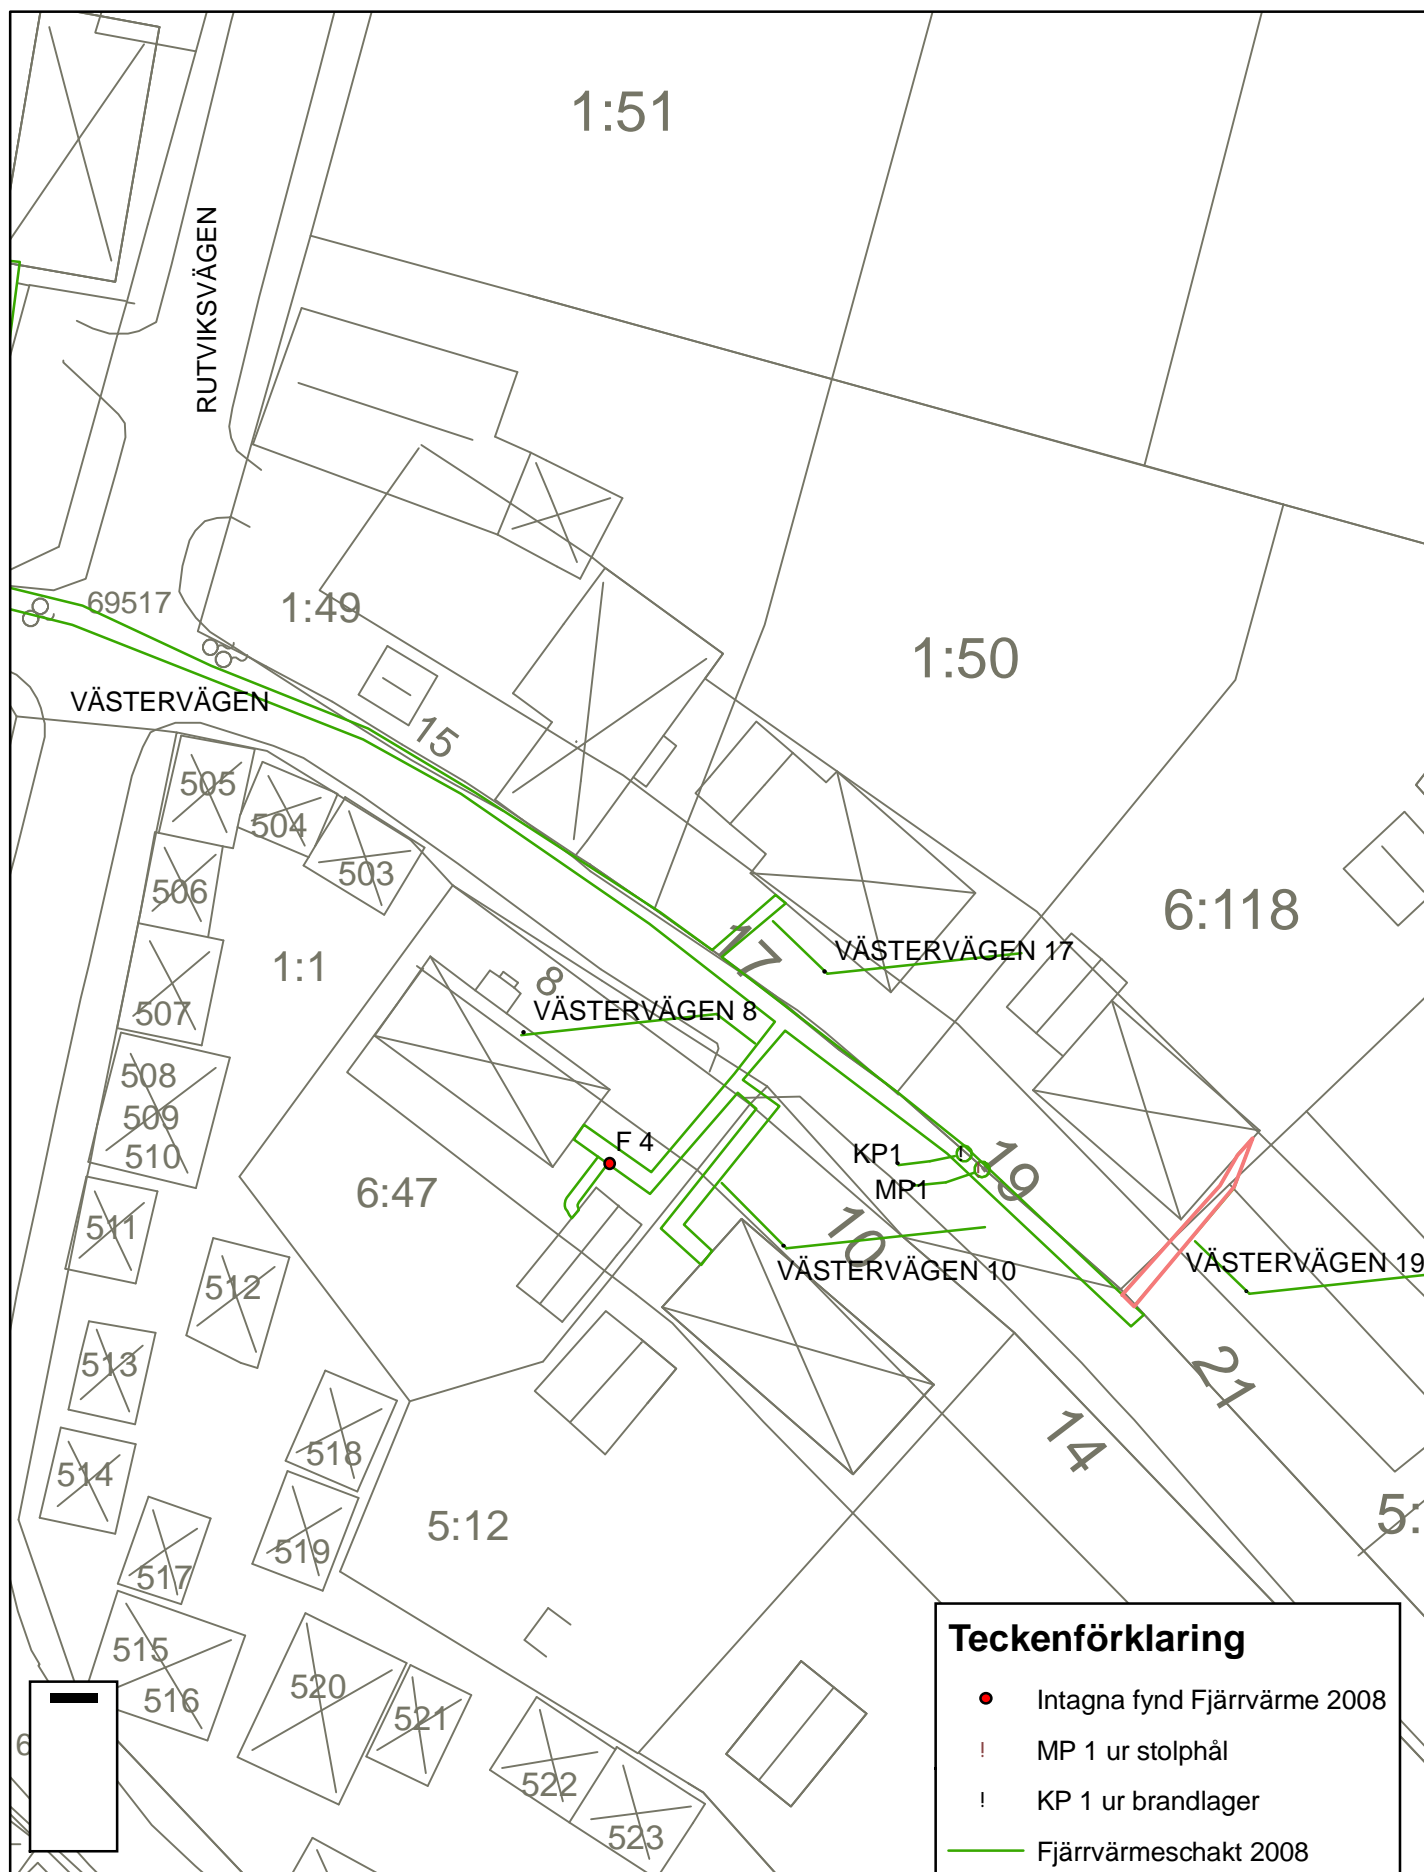 1:51
RUTVIKSVÄGEN
69517
1:49
1:50
VÄSTERVÄGEN
15
505
504
503
506
6:118
17
VÄSTERVÄGEN 17
1:1
8
507
VÄSTERVÄGEN 8
508
509
510
F 4
KP1
19
MP1
6:47
511
10
VÄSTERVÄGEN 10
VÄSTERVÄGEN 19
512
513
21
518
14
514
5:12
5:
519
517
515
516
520
521
522
523
6
Teckenförklaring
Intagna fynd Fjärrvärme 2008
! MP 1 ur stolphål
! KP 1 ur brandlager
Fjärrvärmeschakt 2008